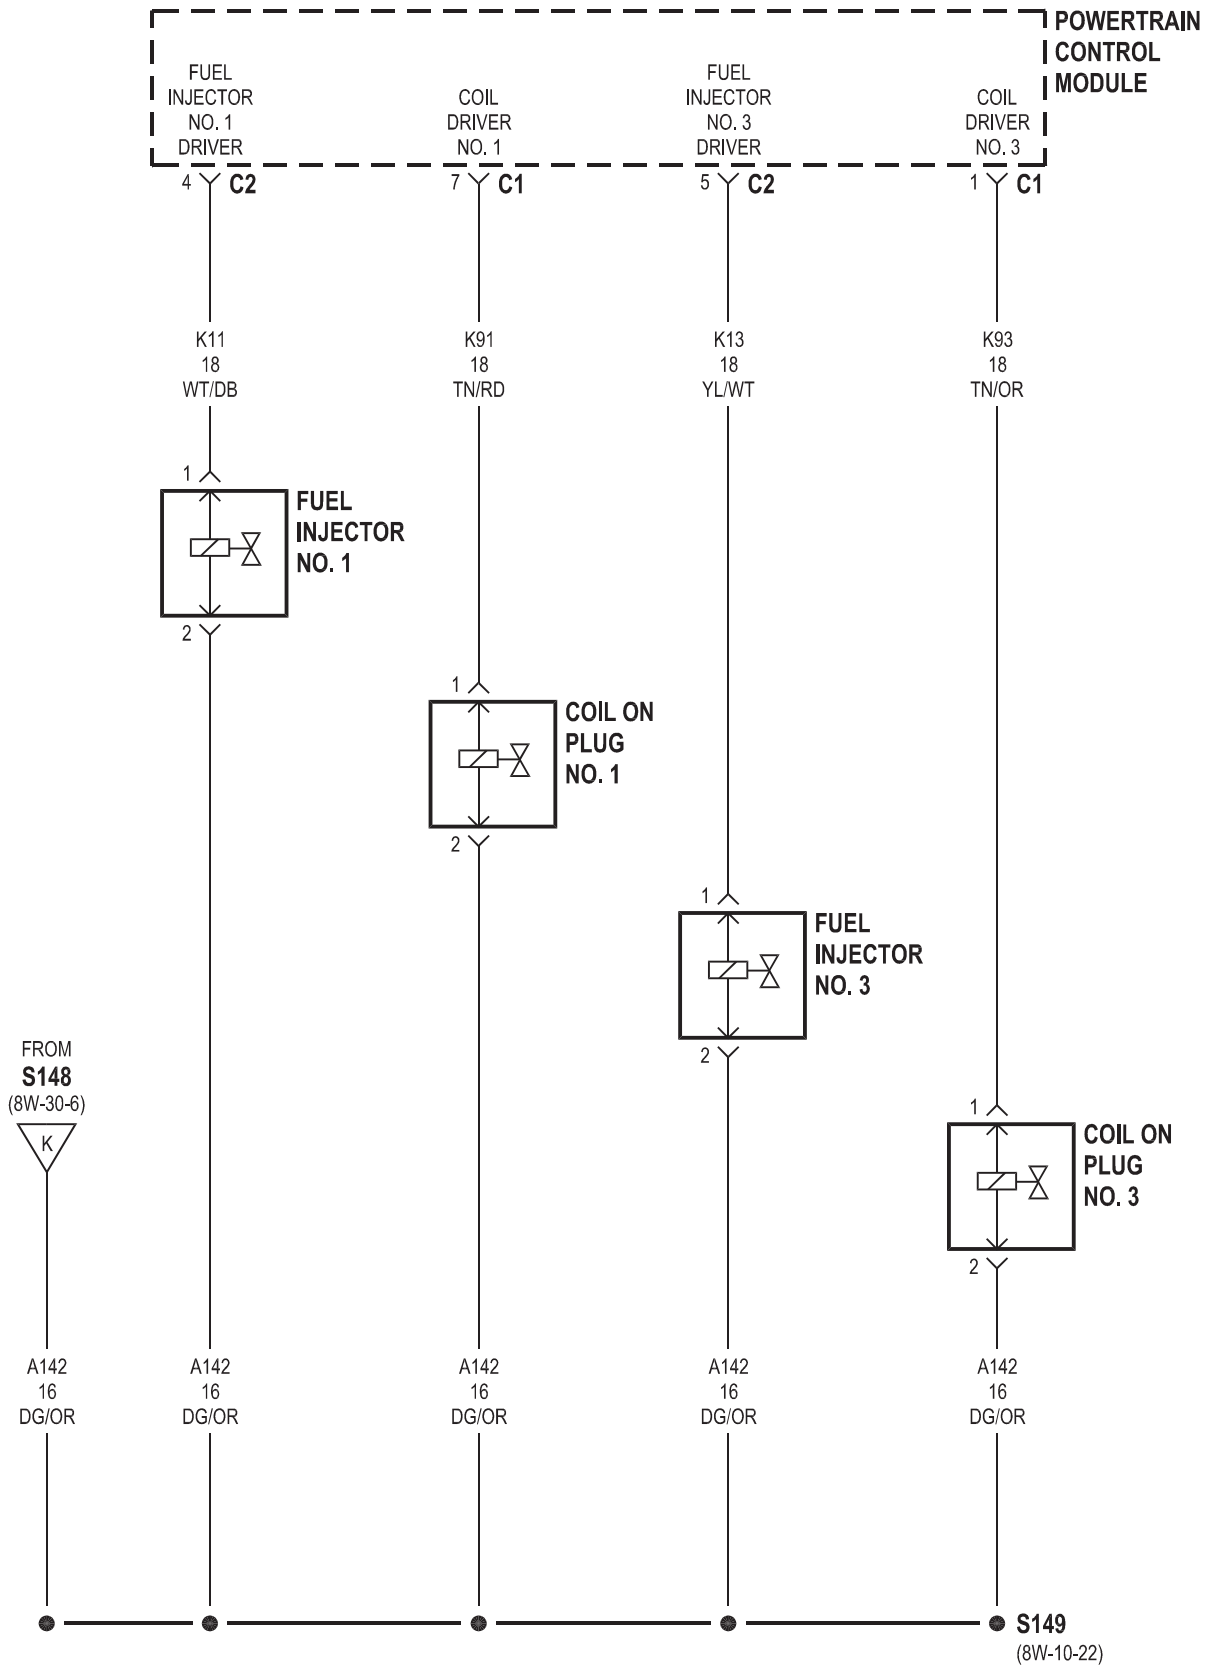 POWERTRAIN
CONTROL
MODULE
FUEL
INJECTOR
NO. 1
DRIVER
COIL
DRIVER
NO. 1
FUEL
INJECTOR
NO. 3
DRIVER
COIL
DRIVER
NO. 3
4 C2
7 C1
5 C2
1 C1
K11
18
WT/DB
K91
18
TN/RD
K13
18
YL/WT
K93
18
TN/OR
1
FUEL
INJECTOR
NO. 1
2
1
COIL ON
PLUG
NO. 1
2
1
FUEL
INJECTOR
NO. 3
2
FROM
S148
(8W-30-6)
K
1
COIL ON
PLUG
NO. 3
2
A142
16
DG/OR
A142
16
DG/OR
A142
16
DG/OR
A142
16
DG/OR
A142
16
DG/OR
S149
(8W-10-22)